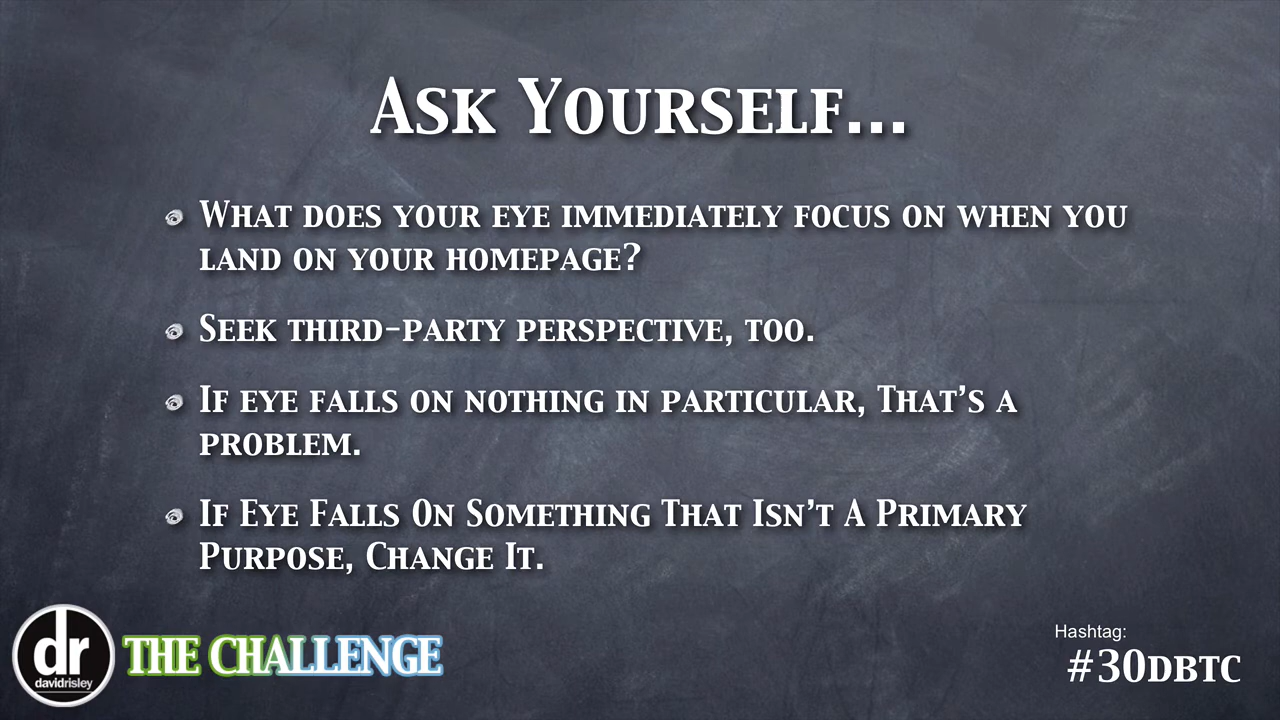 Ask Yourself...
What does your eye immediately focus on when you
land on your homepage?
Seek third-party perspective, too.
If eye falls on nothing in particular, That's a
problem.
If Eye Falls On Something That Isn't A Primary
Purpose, Change It.
dr
davidrisley
THE CHALLENGE
Hashtag:
#30DBTC